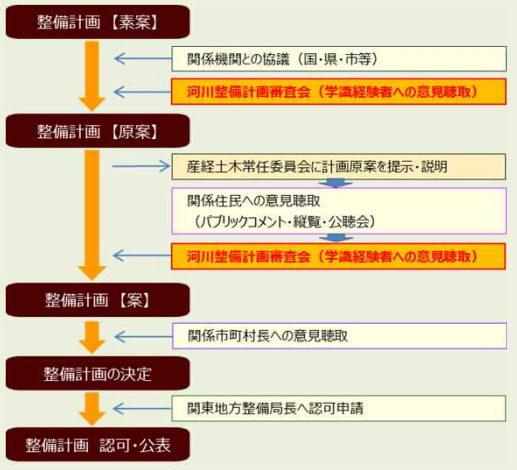 整備計画 【素案】
関係機関との協議（国・県・市等）
河川整備計画審査会（学識経験者への意見聴取）
整備計画 【原案】
産経土木常任委員会に計画原案を提示・説明
関係住民への意見聴取
（パブリックコメント・縦覧・公聴会）
河川整備計画審査会（学識経験者への意見聴取）
整備計画 【案】
関係市町村長への意見聴取
整備計画の決定
関東地方整備局長へ認可申請
整備計画 認可・公表